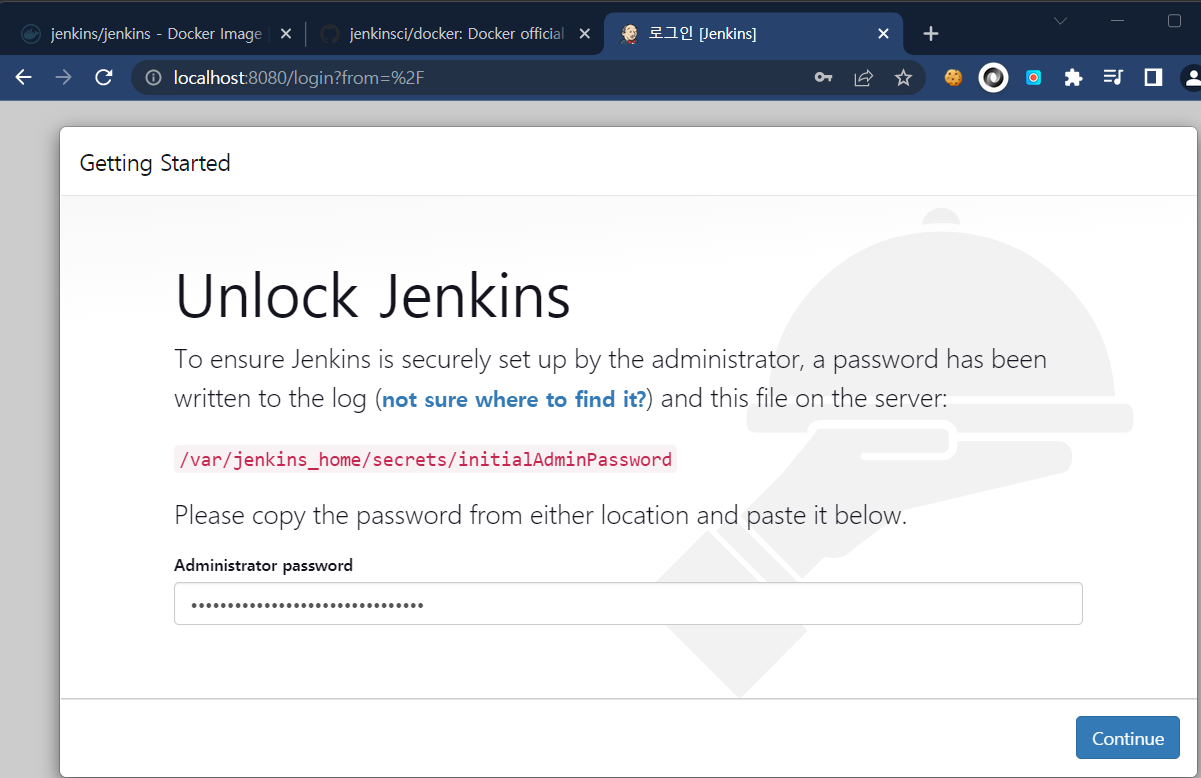 jenkins/jenkins - Docker Image
jenkinsci/docker: Docker official
로그인 [Jenkins]
localhost:8080/login?from=%2F
Getting Started
Unlock Jenkins
To ensure Jenkins is securely set up by the administrator, a password has been
written to the log (not sure where to find it?) and this file on the server:
/var/jenkins_home/secrets/initialAdminPassword
Please copy the password from either location and paste it below.
Administrator password
••••••••••••••••••••••••••••••••
Continue